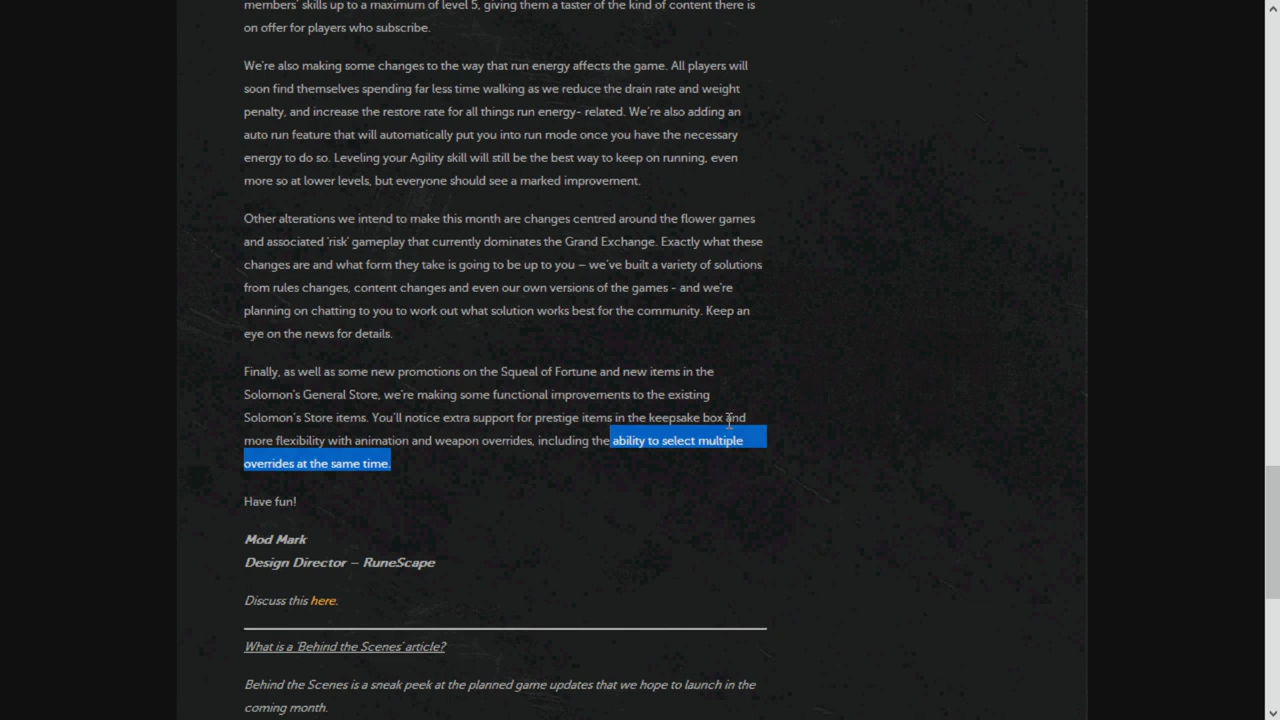 members' skills up to a maximum of level 5, giving them a taster of the kind of content there is
on offer for players who subscribe.
We're also making some changes to the way that run energy affects the game. All players will
soon find themselves spending far less time walking as we reduce the drain rate and weight
penalty, and increase the restore rate for all things run energy- related. We're also adding an
auto run feature that will automatically put you into run mode once you have the necessary
energy to do so. Leveling your Agility skill will still be the best way to keep on running, even
more so at lower levels, but everyone should see a marked improvement.
Other alterations we intend to make this month are changes centred around the flower games
and associated 'risk' gameplay that currently dominates the Grand Exchange. Exactly what these
changes are and what form they take is going to be up to you – we've built a variety of solutions
from rules changes, content changes and even our own versions of the games - and we're
planning on chatting to you to work out what solution works best for the community. Keep an
eye on the news for details.
Finally, as well as some new promotions on the Squeal of Fortune and new items in the
Solomon's General Store, we're making some functional improvements to the existing
Solomon's Store items. You'll notice extra support for prestige items in the keepsake box and
more flexibility with animation and weapon overrides, including the ability to select multiple
overrides at the same time.
Have fun!
Mod Mark
Design Director – RuneScape
Discuss this here.
What is a 'Behind the Scenes' article?
Behind the Scenes is a sneak peek at the planned game updates that we hope to launch in the
coming month.